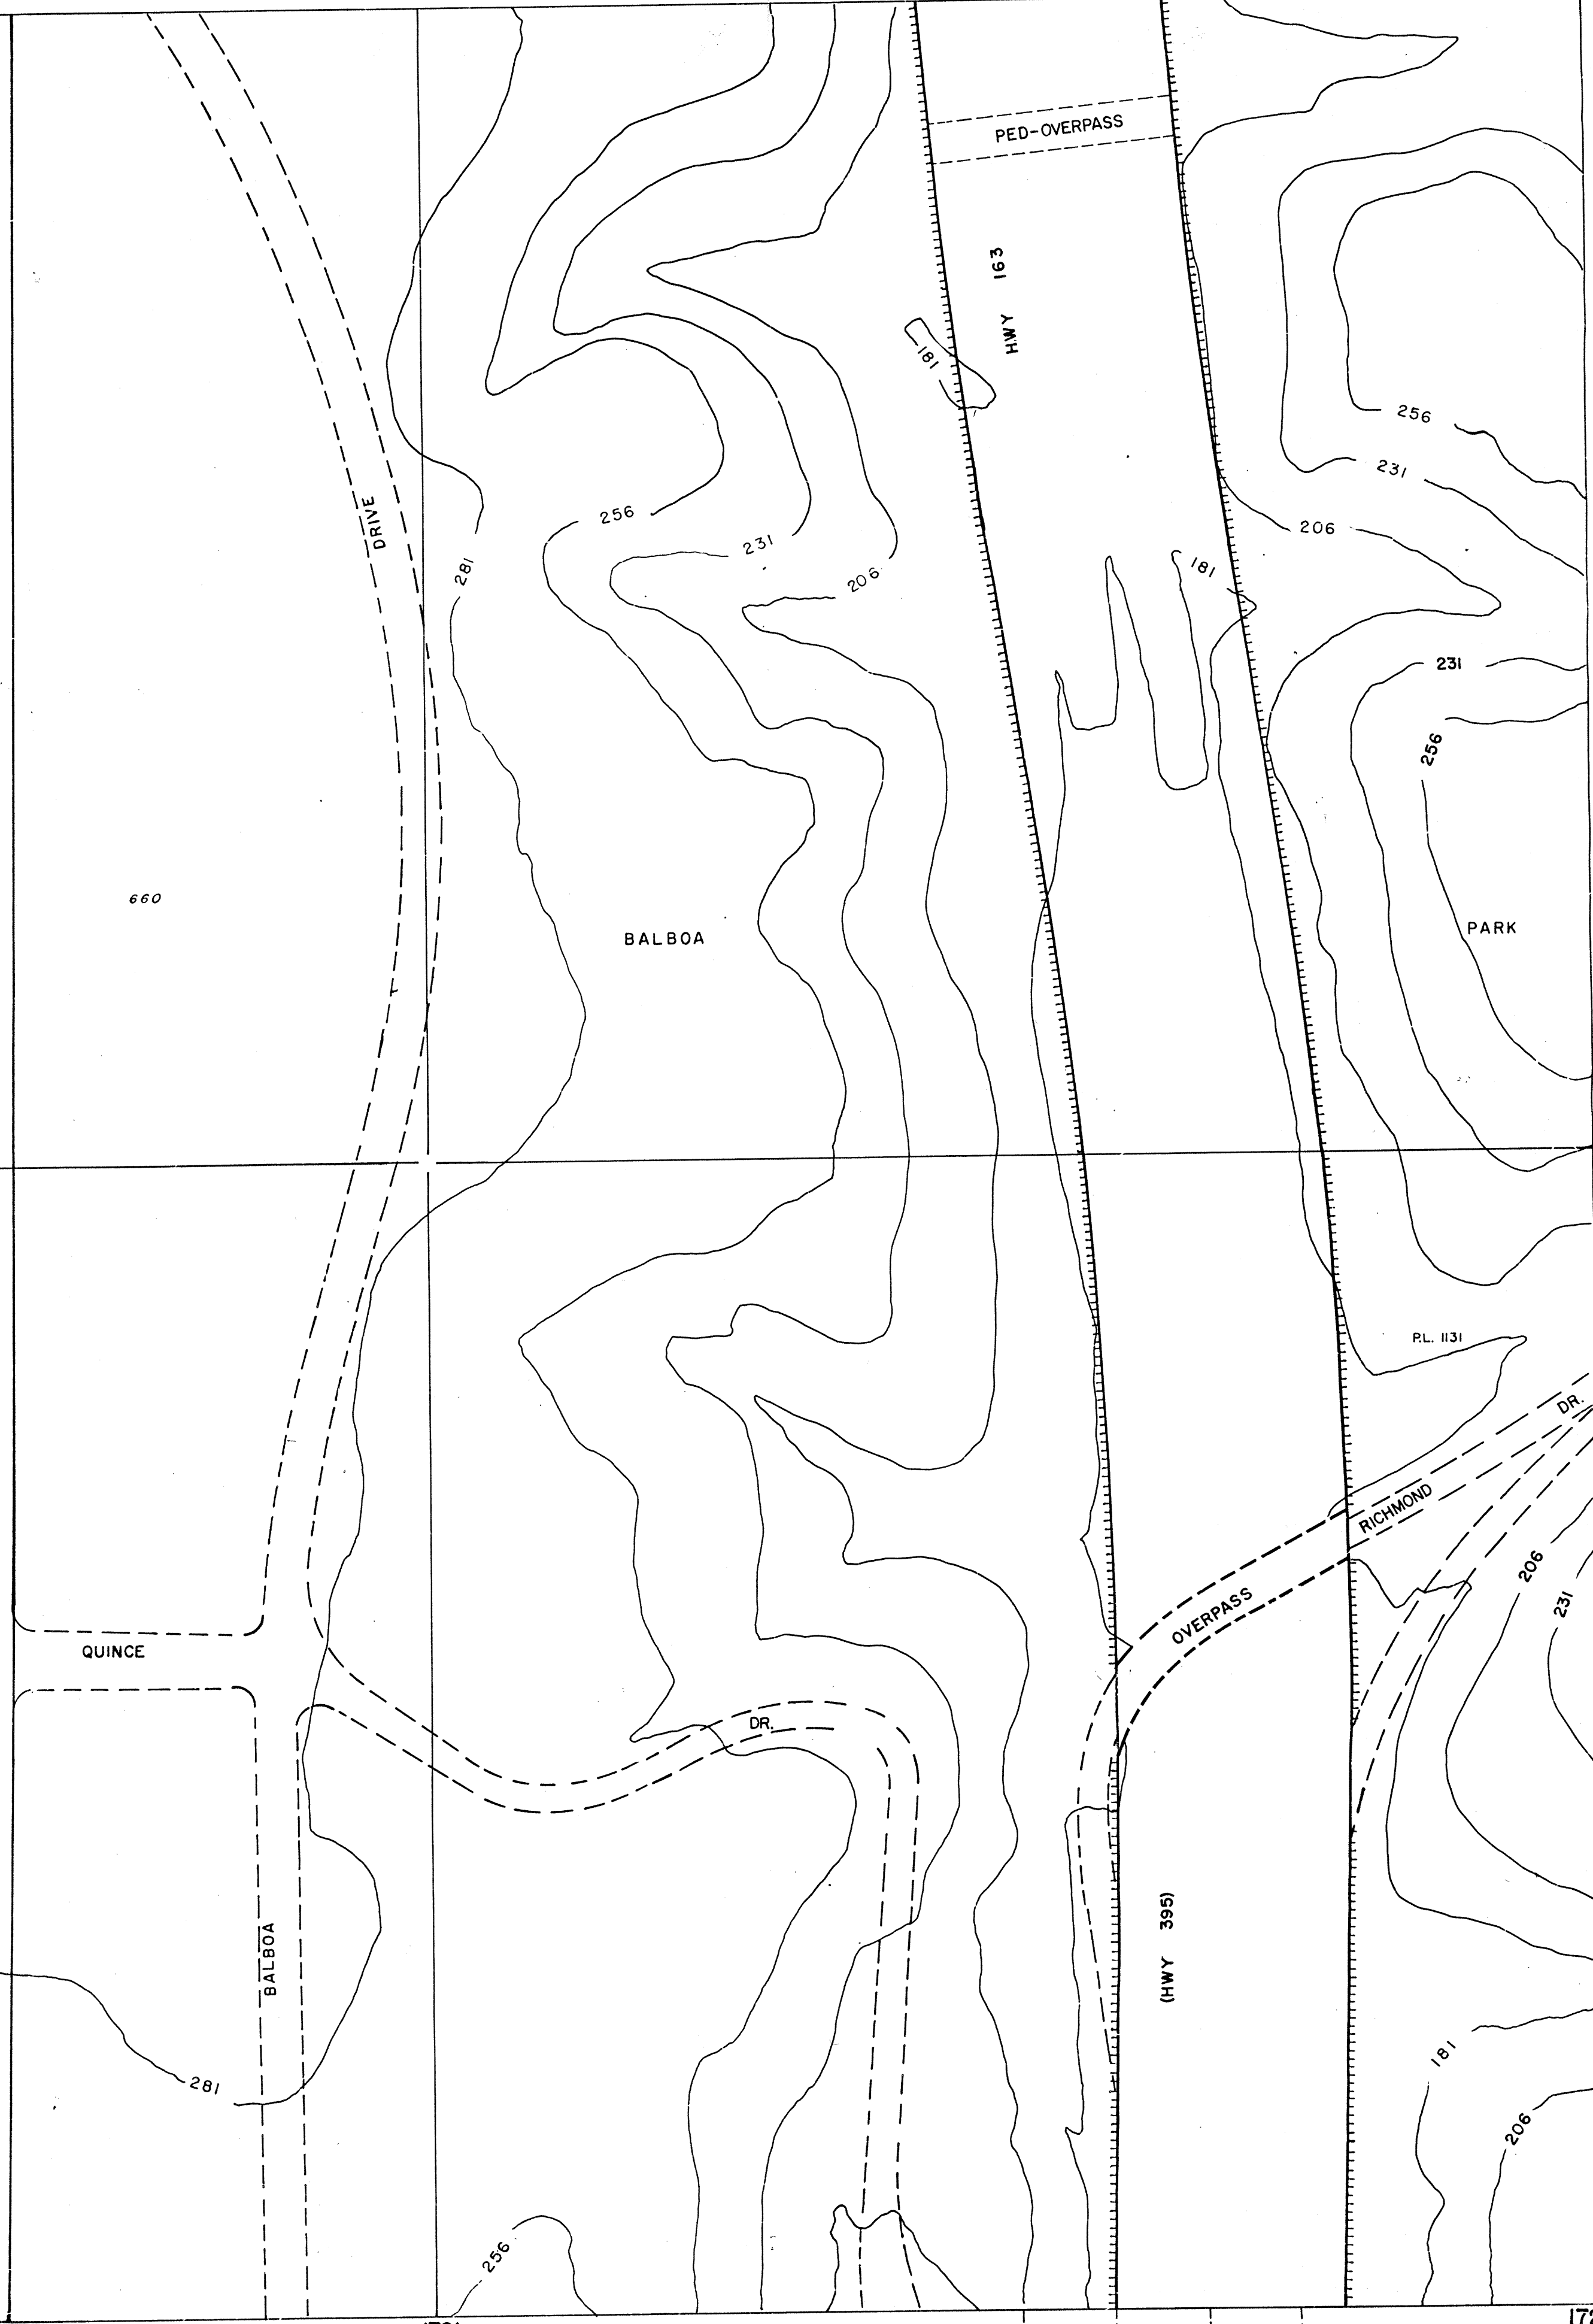 PED-OVERPASS
HWY 163
181
256
231
206
DRIVE
256
231
206
281
181
231
256
660
BALBOA
PARK
P.L. 1131
DR.
RICHMOND
OVERPASS
206
231
QUINCE
DR.
BALBOA
(HWY 395)
181
281
206
256